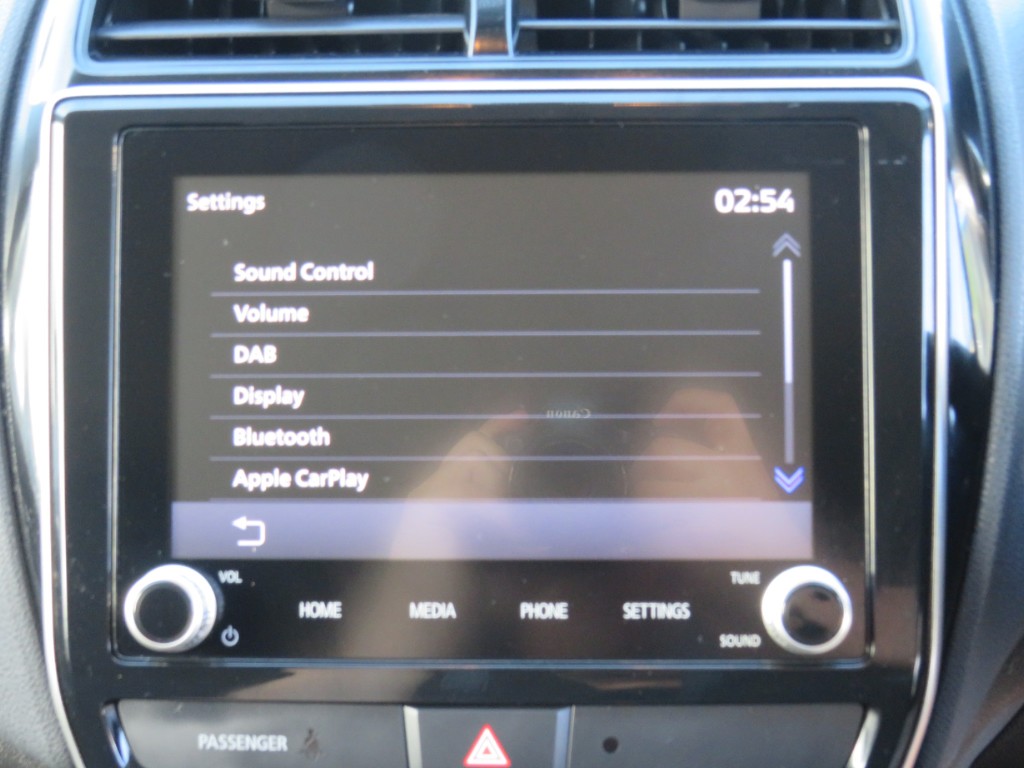 Settings 02:54
Sound Control
Volume
DAB
Display
Canon
Bluetooth
Apple CarPlay
VOL TUNE
HOME MEDIA PHONE SETTINGS
SOUND
PASSENGER